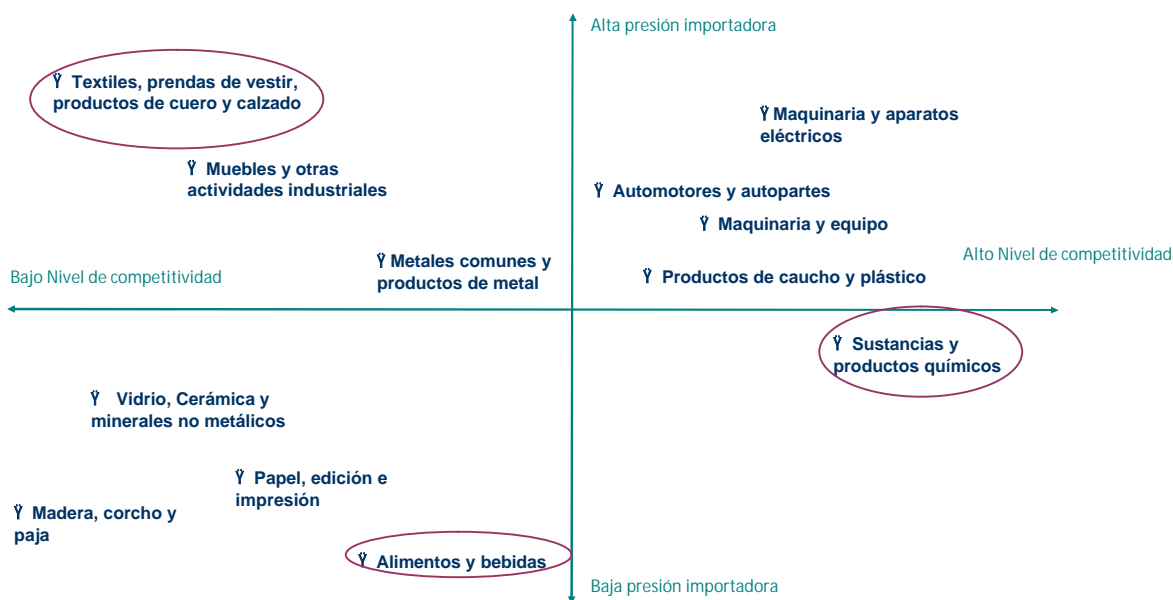 Alta presión importadora
Ϋ Textiles, prendas de vestir,
productos de cuero y calzado
Ϋ Maquinaria y aparatos
eléctricos
Ϋ Muebles y otras
actividades industriales
Ϋ Automotores y autopartes
Ϋ Maquinaria y equipo
Bajo Nivel de competitividad
Ϋ Metales comunes y
productos de metal
Ϋ Productos de caucho y plástico
Alto Nivel de competitividad
Ϋ Sustancias y
productos químicos
Ϋ Vidrio, Cerámica y
minerales no metálicos
Ϋ Papel, edición e
impresión
Ϋ Madera, corcho y
paja
Ϋ Alimentos y bebidas
Baja presión importadora